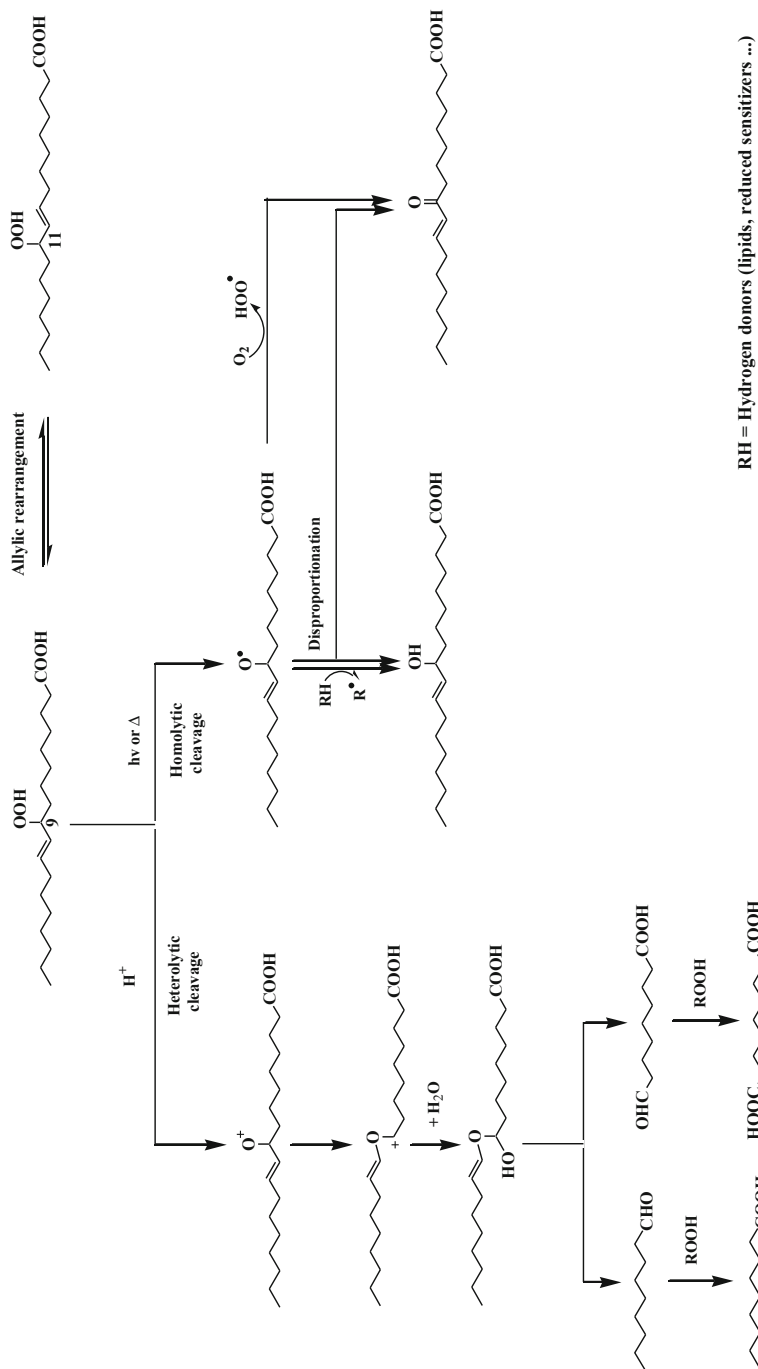 Allylic rearrangement
OOH
9
COOH
OOH
11
COOH
H+
Heterolytic
cleavage
hν or Δ
Homolytic
cleavage
O+
COOH
O•
COOH
O2
HOO•
RH
R•
Disproportionation
O
+
COOH
+ H2O
OH
COOH
O
COOH
O
HO
COOH
CHO
OHC
COOH
ROOH
ROOH
COOH
HOOC
COOH
RH = Hydrogen donors (lipids, reduced sensitizers ...)